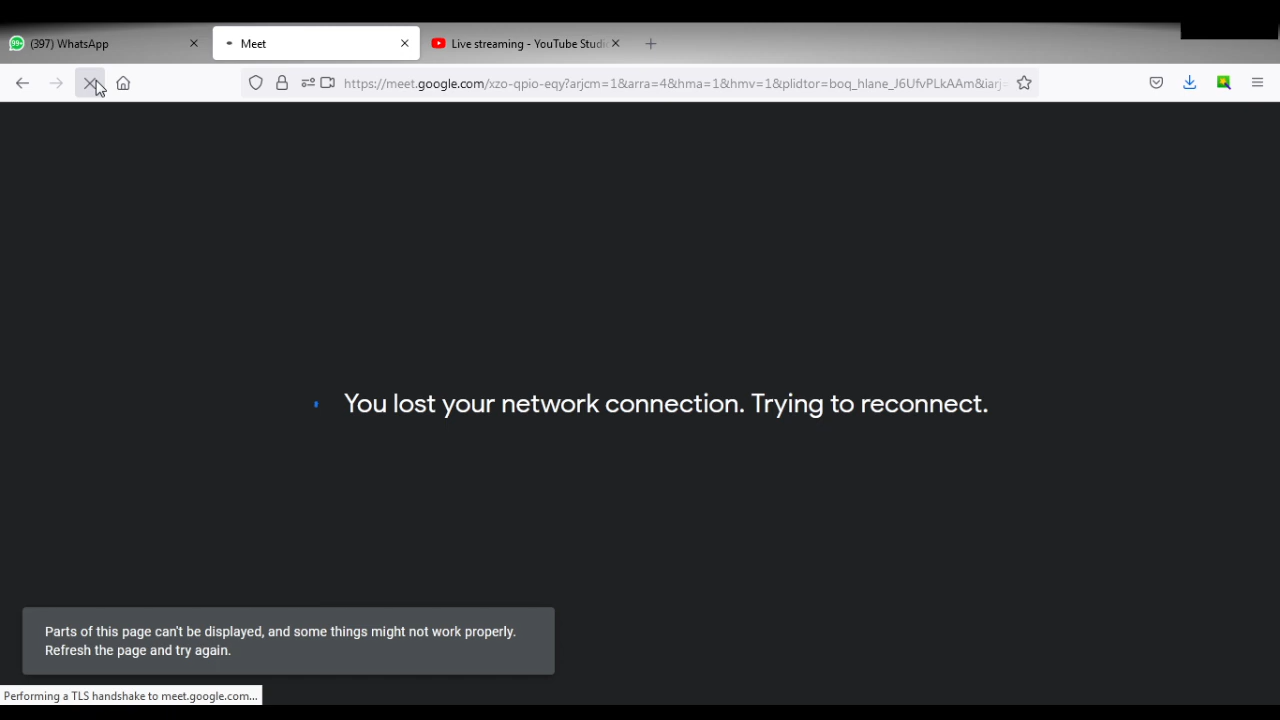 99+ (397) WhatsApp
Meet
Live streaming - YouTube Studio
https://meet.google.com/xzo-qpio-eqy?arjcm=1&arra=4&hma=1&hmv=1&plidtor=boq_hlane_J6UfvPLkAAm&iarj=
You lost your network connection. Trying to reconnect.
Parts of this page can't be displayed, and some things might not work properly.
Refresh the page and try again.
Performing a TLS handshake to meet.google.com...